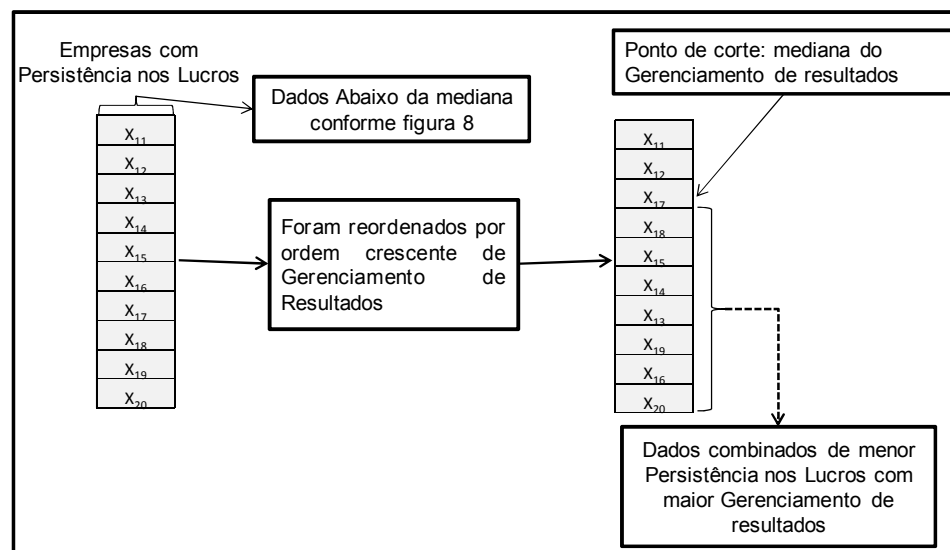 Empresas com
Persistência nos Lucros
Dados Abaixo da mediana
conforme figura 8
X11
X12
X13
X14
X15
X16
X17
X18
X19
X20
Foram reordenados por
ordem crescente de
Gerenciamento de
Resultados
Ponto de corte: mediana do
Gerenciamento de resultados
X11
X12
X17
X18
X15
X14
X13
X19
X16
X20
Dados combinados de menor
Persistência nos Lucros com
maior Gerenciamento de
resultados